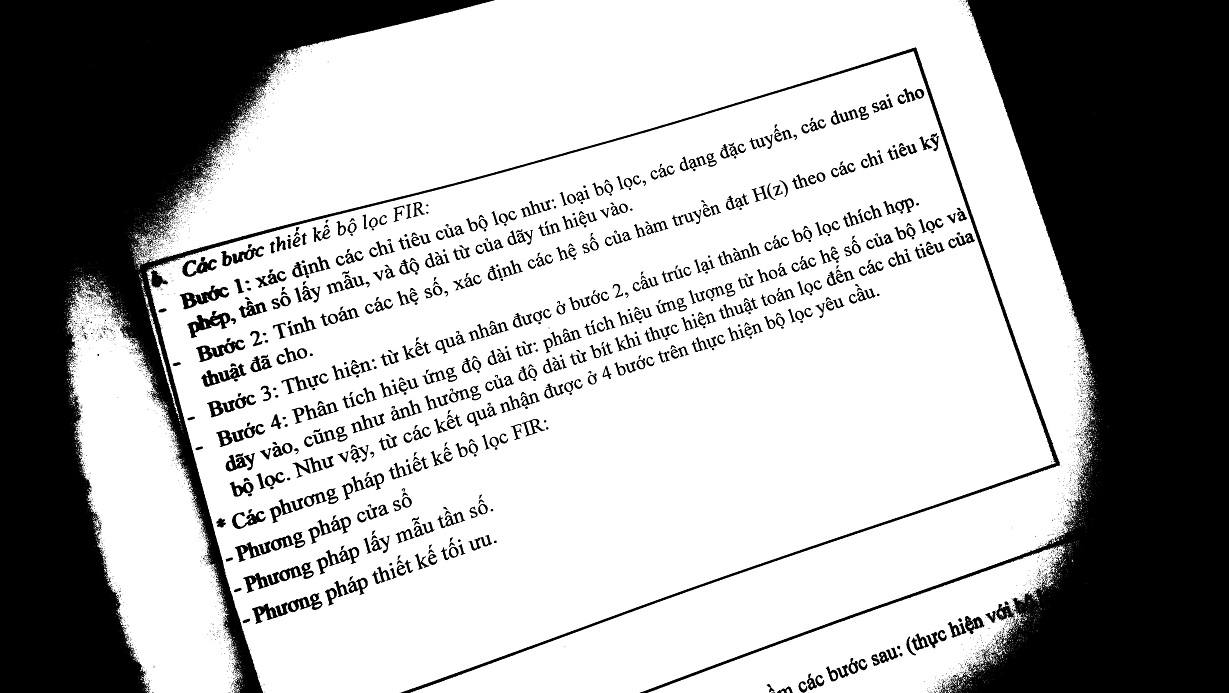 b. Các bước thiết kế bộ lọc FIR:
- Bước 1: xác định các chỉ tiêu của bộ lọc như: loại bộ lọc, các dạng đặc tuyến, các dung sai cho
phép, tần số lấy mẫu, và độ dài từ của dãy tín hiệu vào.
- Bước 2: Tính toán các hệ số, xác định các hệ số của hàm truyền đạt H(z) theo các chỉ tiêu kỹ
thuật đã cho.
- Bước 3: Thực hiện: từ kết quả nhân được ở bước 2, cấu trúc lại thành các bộ lọc thích hợp.
- Bước 4: Phân tích hiệu ứng độ dài từ: phân tích hiệu ứng lượng tử hoá các hệ số của bộ lọc và
dãy vào, cũng như ảnh hưởng của độ dài từ bít khi thực hiện thuật toán lọc đến các chỉ tiêu của
bộ lọc. Như vậy, từ các kết quả nhận được ở 4 bước trên thực hiện bộ lọc yêu cầu.
* Các phương pháp thiết kế bộ lọc FIR:
- Phương pháp cửa sổ
- Phương pháp lấy mẫu tần số.
- Phương pháp thiết kế tối ưu.
các bước sau: (thực hiện với